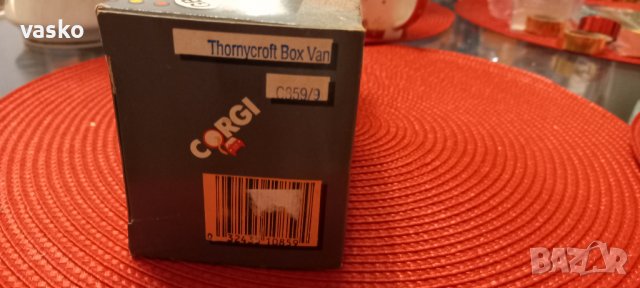 vasko
Thornycroft Box Van
C859/9
CORGI
BAZAR